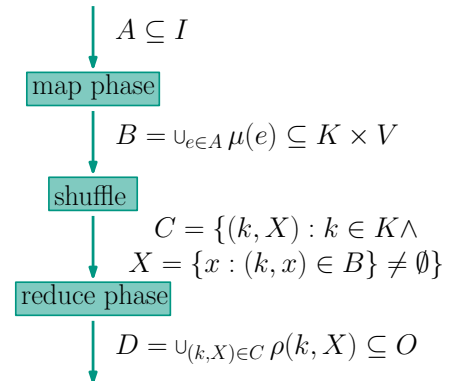 A ⊆ I
map phase
B = ∪_{e∈A} μ(e) ⊆ K × V
shuffle
C = {(k, X) : k ∈ K∧
X = {x : (k, x) ∈ B} ≠ ∅}
reduce phase
D = ∪_{(k,X)∈C} ρ(k, X) ⊆ O